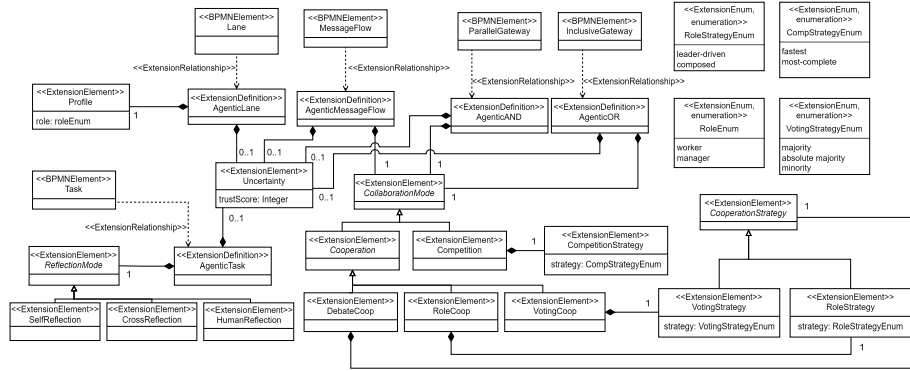 <<BPMNElement>>
Lane
<<BPMNElement>>
MessageFlow
<<BPMNElement>>
ParallelGateway
<<BPMNElement>>
InclusiveGateway
<<ExtensionEnum,
enumeration>>
RoleStrategyEnum
leader-driven
composed
<<ExtensionEnum,
enumeration>>
CompStrategyEnum
fastest
most-complete
<<ExtensionRelationship>>
<<ExtensionRelationship>>
<<ExtensionRelationship>>
<<ExtensionRelationship>>
<<ExtensionElement>>
Profile
role: roleEnum
1
<<ExtensionDefinition>>
AgenticLane
<<ExtensionDefinition>>
AgenticMessageFlow
<<ExtensionDefinition>>
AgenticAND
<<ExtensionDefinition>>
AgenticOR
<<ExtensionEnum,
enumeration>>
RoleEnum
worker
manager
<<ExtensionEnum,
enumeration>>
VotingStrategyEnum
majority
absolute majority
minority
0..1
0..1
0..1
0..1
1
1
1
<<ExtensionElement>>
Uncertainty
trustScore: Integer
0..1
<<ExtensionElement>>
CollaborationMode
<<BPMNElement>>
Task
<<ExtensionRelationship>>
<<ExtensionElement>>
CooperationStrategy
1
<<ExtensionElement>>
ReflectionMode
1
<<ExtensionDefinition>>
AgenticTask
<<ExtensionElement>>
Cooperation
<<ExtensionElement>>
Competition
1
<<ExtensionElement>>
CompetitionStrategy
strategy: CompStrategyEnum
<<ExtensionElement>>
SelfReflection
<<ExtensionElement>>
CrossReflection
<<ExtensionElement>>
HumanReflection
<<ExtensionElement>>
DebateCoop
<<ExtensionElement>>
RoleCoop
<<ExtensionElement>>
VotingCoop
1
<<ExtensionElement>>
VotingStrategy
strategy: VotingStrategyEnum
<<ExtensionElement>>
RoleStrategy
strategy: RoleStrategyEnum
1